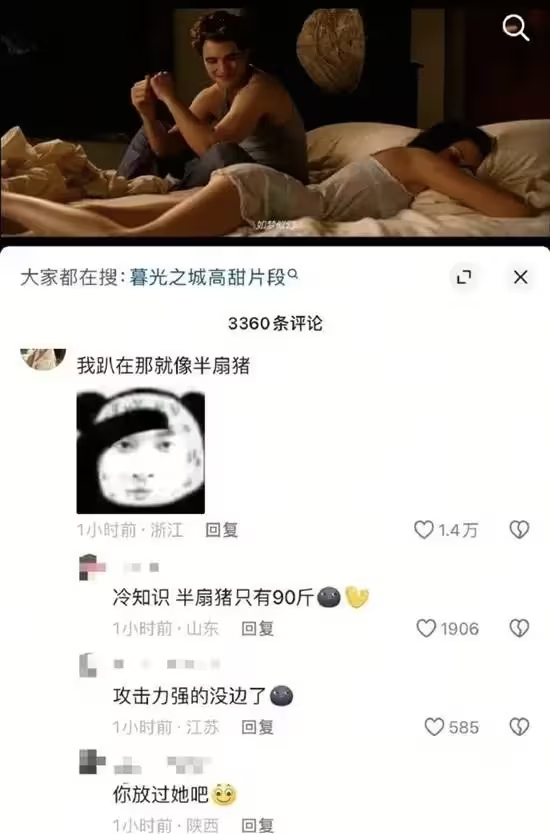 如梦似幻
大家都在搜:暮光之城高甜片段
3360条评论
我趴在那就像半扇猪
1小时前·浙江 回复 1.4万
冷知识 半扇猪只有90斤🌚💛
1小时前·山东 回复 1906
攻击力强的没边了🌚
1小时前·江苏 回复 585
你放过她吧
1小时前·陕西 回复